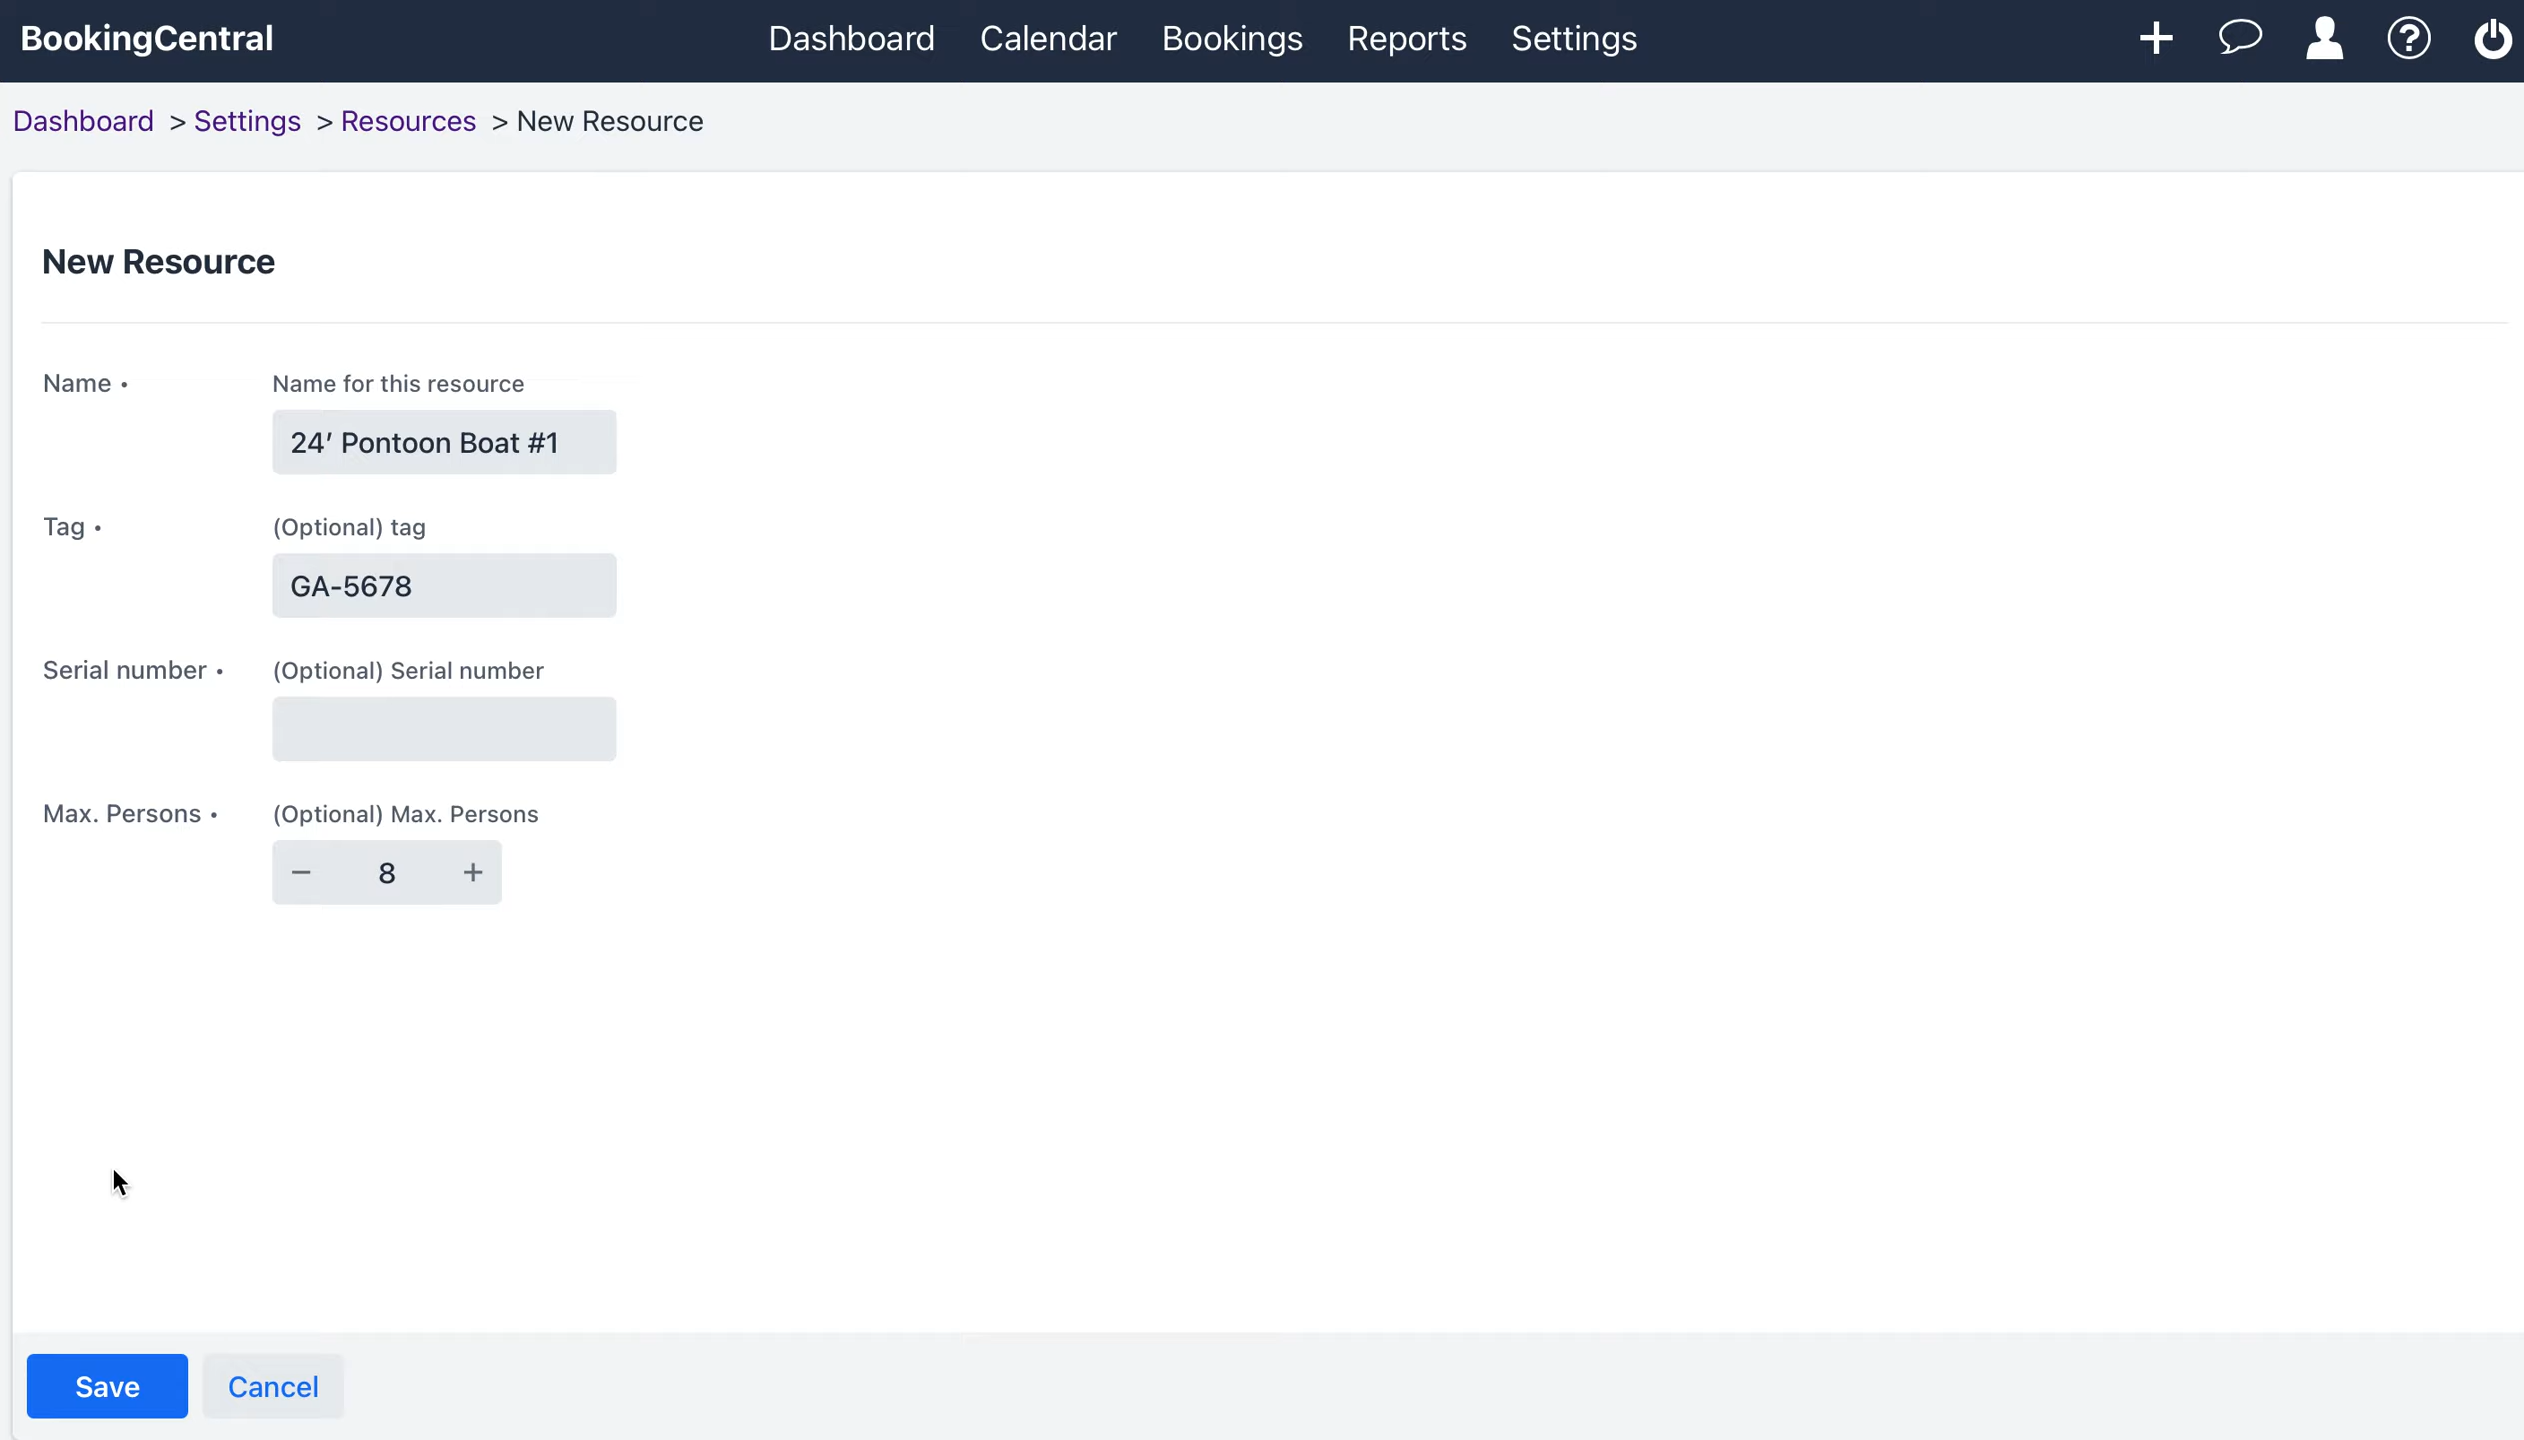 BookingCentral
Dashboard Calendar Bookings Reports Settings
Dashboard > Settings > Resources > New Resource
New Resource
Name •
Name for this resource
24′ Pontoon Boat #1
Tag •
(Optional) tag
GA-5678
Serial number •
(Optional) Serial number
Max. Persons •
(Optional) Max. Persons
− 8 +
Save Cancel